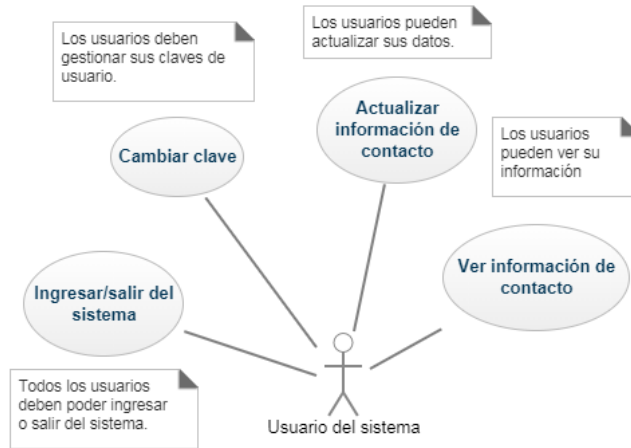 Los usuarios deben
gestionar sus claves de
usuario.
Los usuarios pueden
actualizar sus datos.
Cambiar clave
Actualizar
información de
contacto
Los usuarios
pueden ver su
información
Ingresar/salir del
sistema
Ver información de
contacto
Todos los usuarios
deben poder ingresar
o salir del sistema.
Usuario del sistema